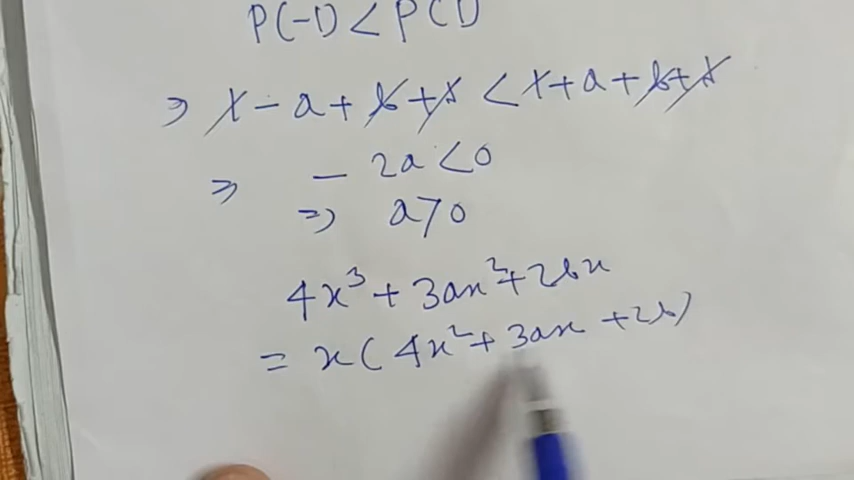 P(-1) < P(1)
⇒ 1 - a + b + 1 < 1 + a + b + 1
⇒ - 2a < 0
⇒ a > 0
4x³ + 3ax² + 2bx
= x( 4x² + 3ax + 2b)